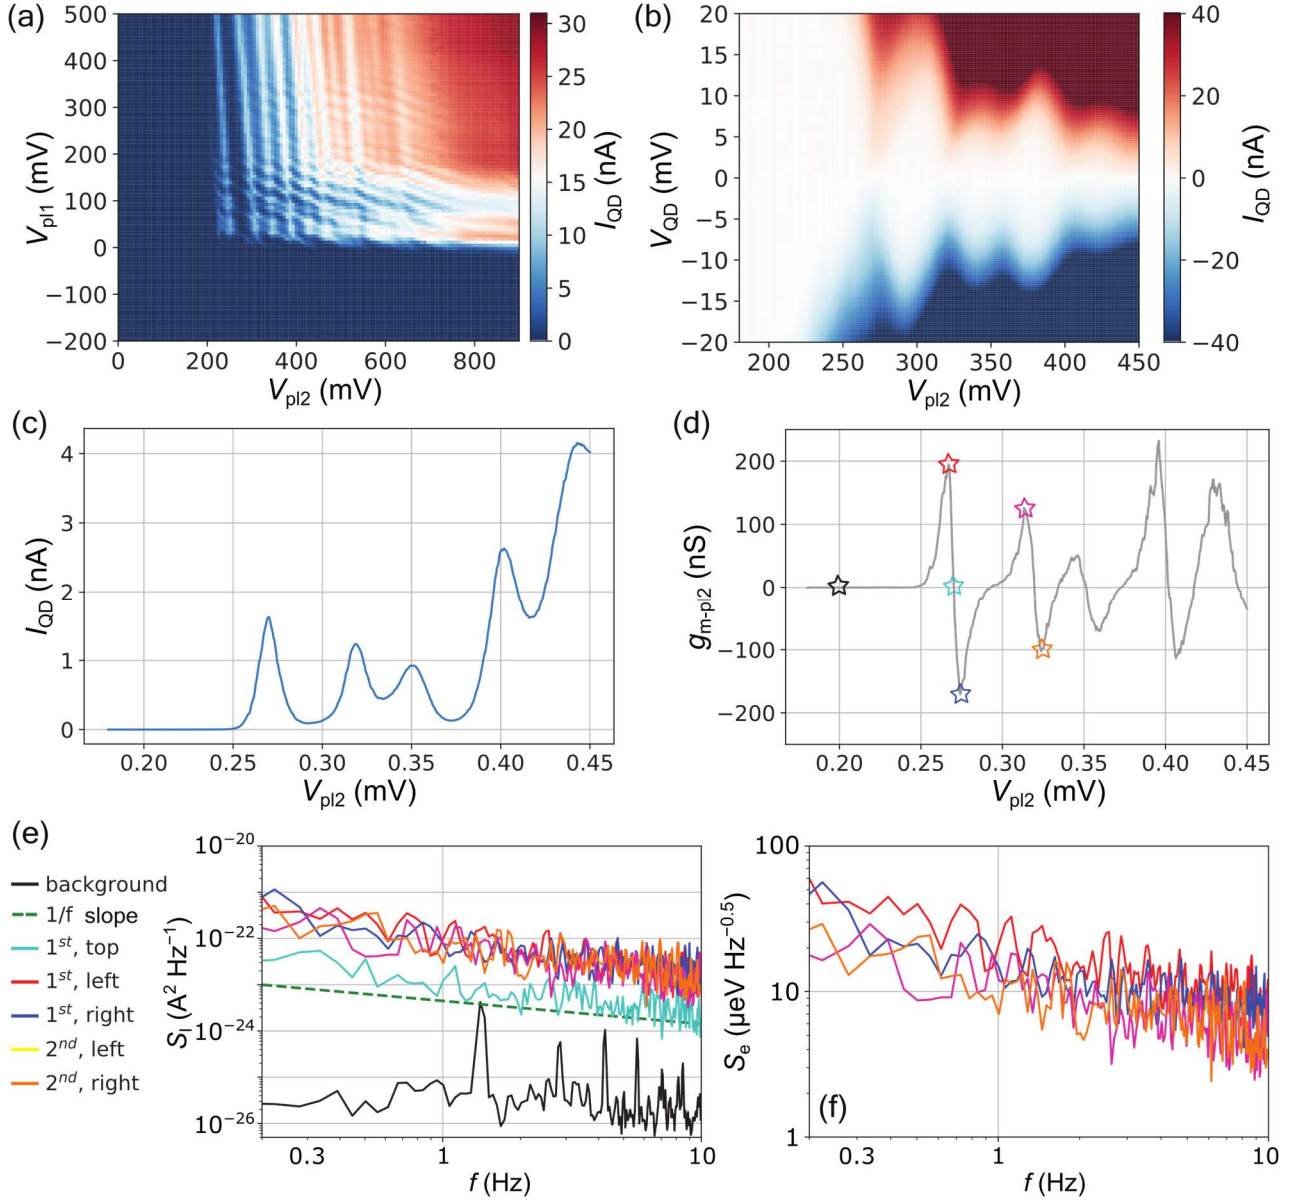 (a)
500
400
300
200
100
0
−100
−200
V_pl1 (mV)
0 200 400 600 800
V_pl2 (mV)
30
25
20
15
10
5
0
I_QD (nA)
(b)
20
15
10
5
0
−5
−10
−15
−20
V_QD (mV)
200 250 300 350 400 450
V_pl2 (mV)
40
20
0
−20
−40
I_QD (nA)
(c)
4
3
2
1
0
I_QD (nA)
0.20 0.25 0.30 0.35 0.40 0.45
V_pl2 (mV)
(d)
200
100
0
−100
−200
g_m-pl2 (nS)
0.20 0.25 0.30 0.35 0.40 0.45
V_pl2 (mV)
(e)
background
1/f slope
1^st, top
1^st, left
1^st, right
2^nd, left
2^nd, right
10^−20
10^−22
10^−24
10^−26
S_I (A² Hz⁻¹)
0.3 1 10
f (Hz)
100
10
1
S_e (μeV Hz^−0.5)
(f)
0.3 1 10
f (Hz)